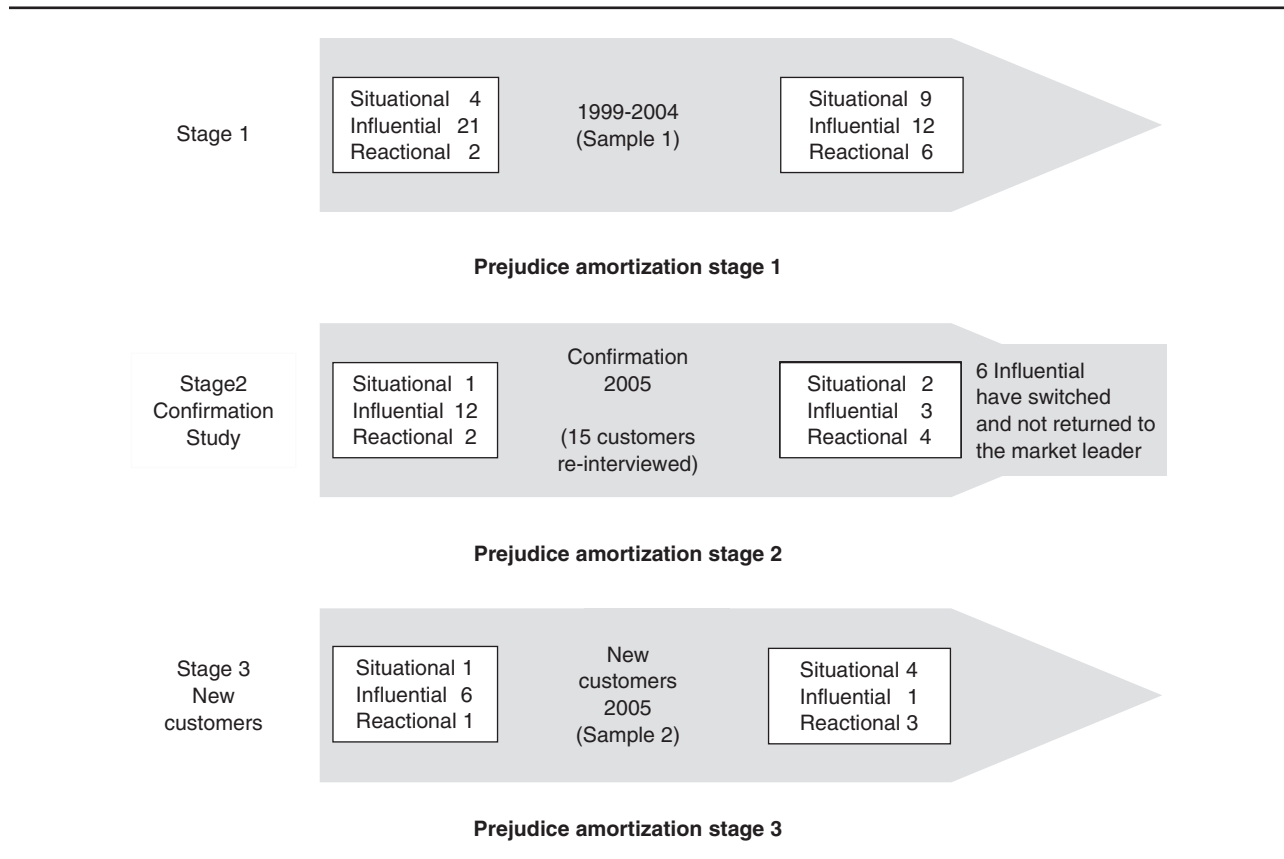 Stage 1
Situational 4
Influential 21
Reactional 2
1999-2004
(Sample 1)
Situational 9
Influential 12
Reactional 6
Prejudice amortization stage 1
Stage2
Confirmation
Study
Situational 1
Influential 12
Reactional 2
Confirmation
2005
(15 customers
re-interviewed)
Situational 2
Influential 3
Reactional 4
6 Influential
have switched
and not returned to
the market leader
Prejudice amortization stage 2
Stage 3
New
customers
Situational 1
Influential 6
Reactional 1
New
customers
2005
(Sample 2)
Situational 4
Influential 1
Reactional 3
Prejudice amortization stage 3